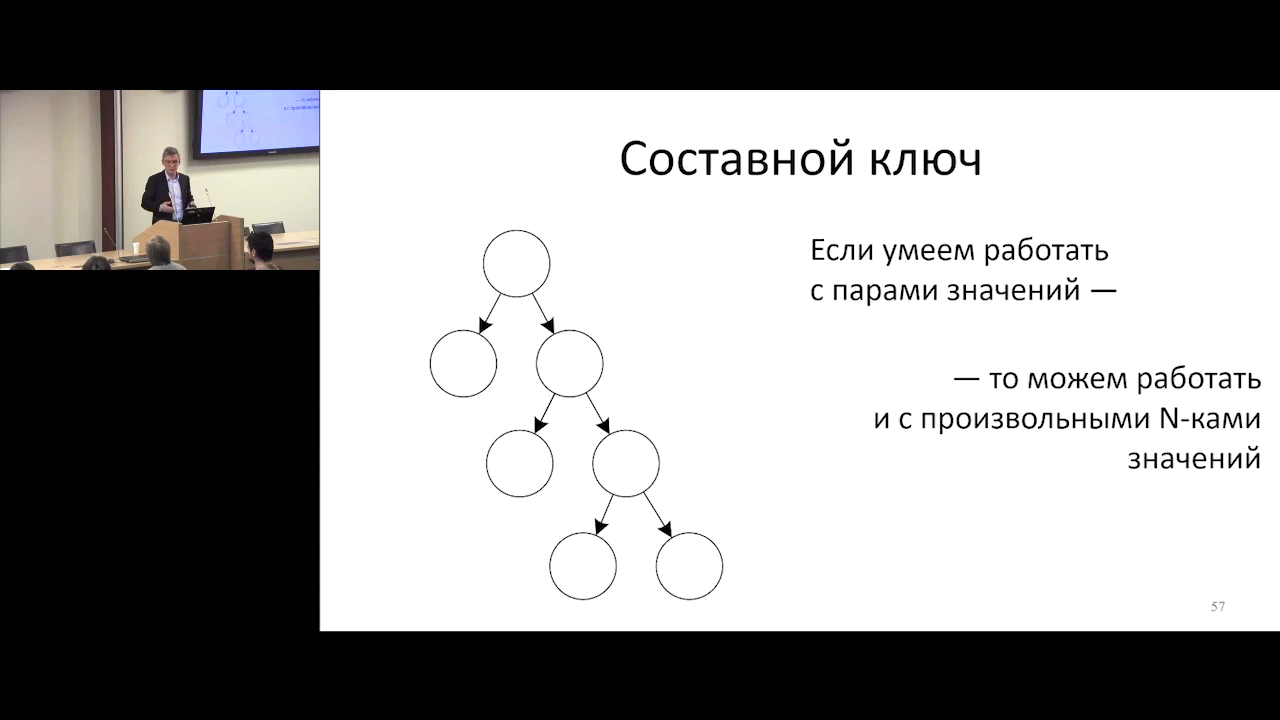 Составной ключ
Если умеем работать
с парами значений —
— то можем работать
и с произвольными N-ками
значений
57